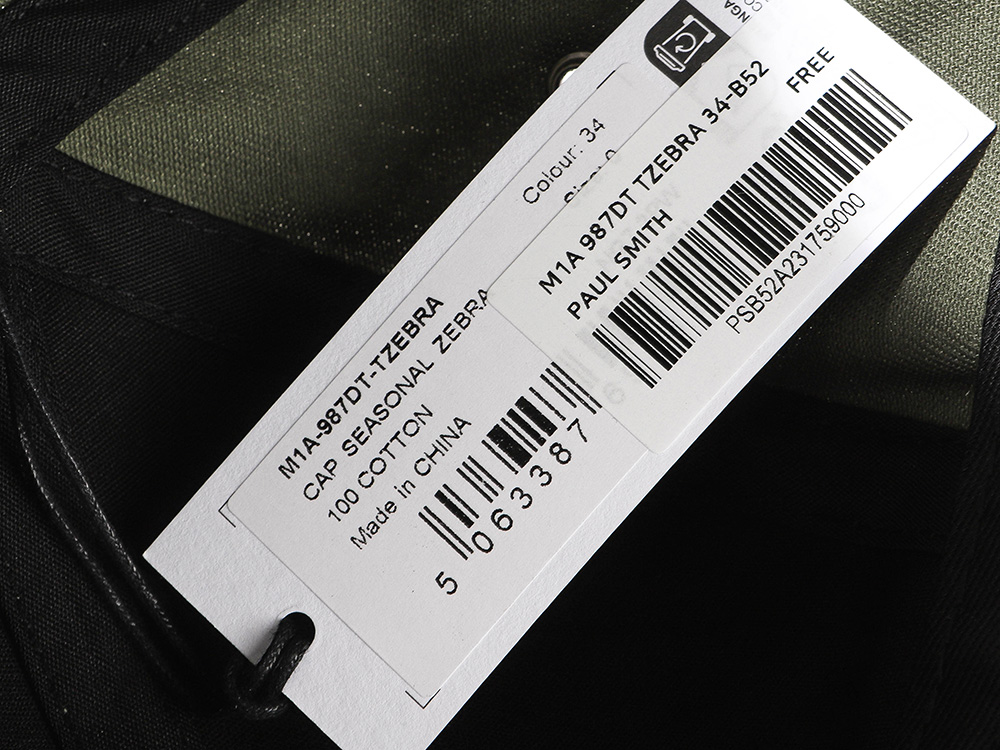 M1A-987DT-TZEBRA
CAP SEASONAL ZEBRA
100 COTTON
Made in CHINA
Colour: 34
5 063387
M1A 987DT TZEBRA 34-B52
PAUL SMITH
FREE
PSB52A231759000